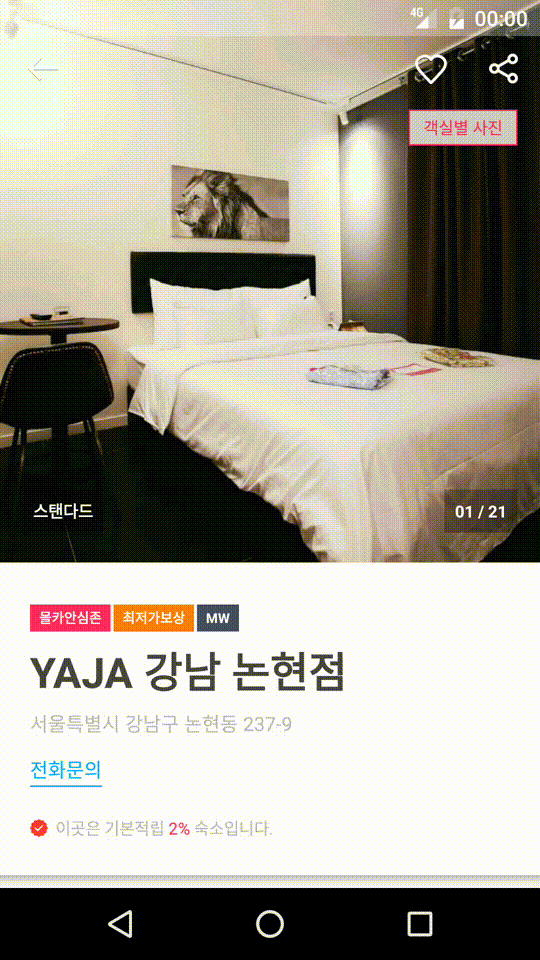 4G 00:00
객실별 사진
스탠다드
01 / 21
몰카안심존 최저가보상 MW
YAJA 강남 논현점
서울특별시 강남구 논현동 237-9
전화문의
이곳은 기본적립 2% 숙소입니다.